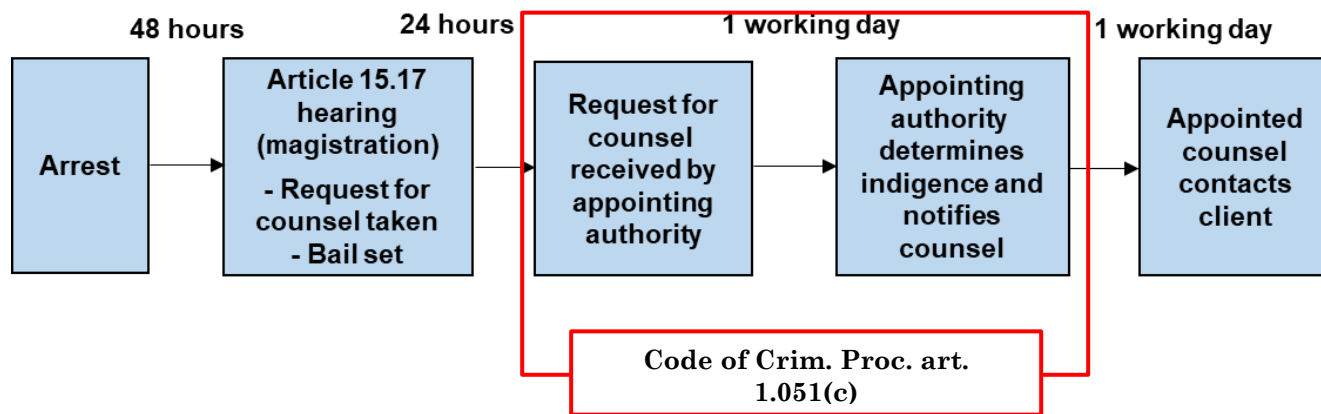 48 hours
24 hours
1 working day
1 working day
Arrest
Article 15.17
hearing
(magistration)
- Request for
counsel taken
- Bail set
Request for
counsel
received by
appointing
authority
Appointing
authority
determines
indigence and
notifies
counsel
Appointed
counsel
contacts
client
Code of Crim. Proc. art.
1.051(c)